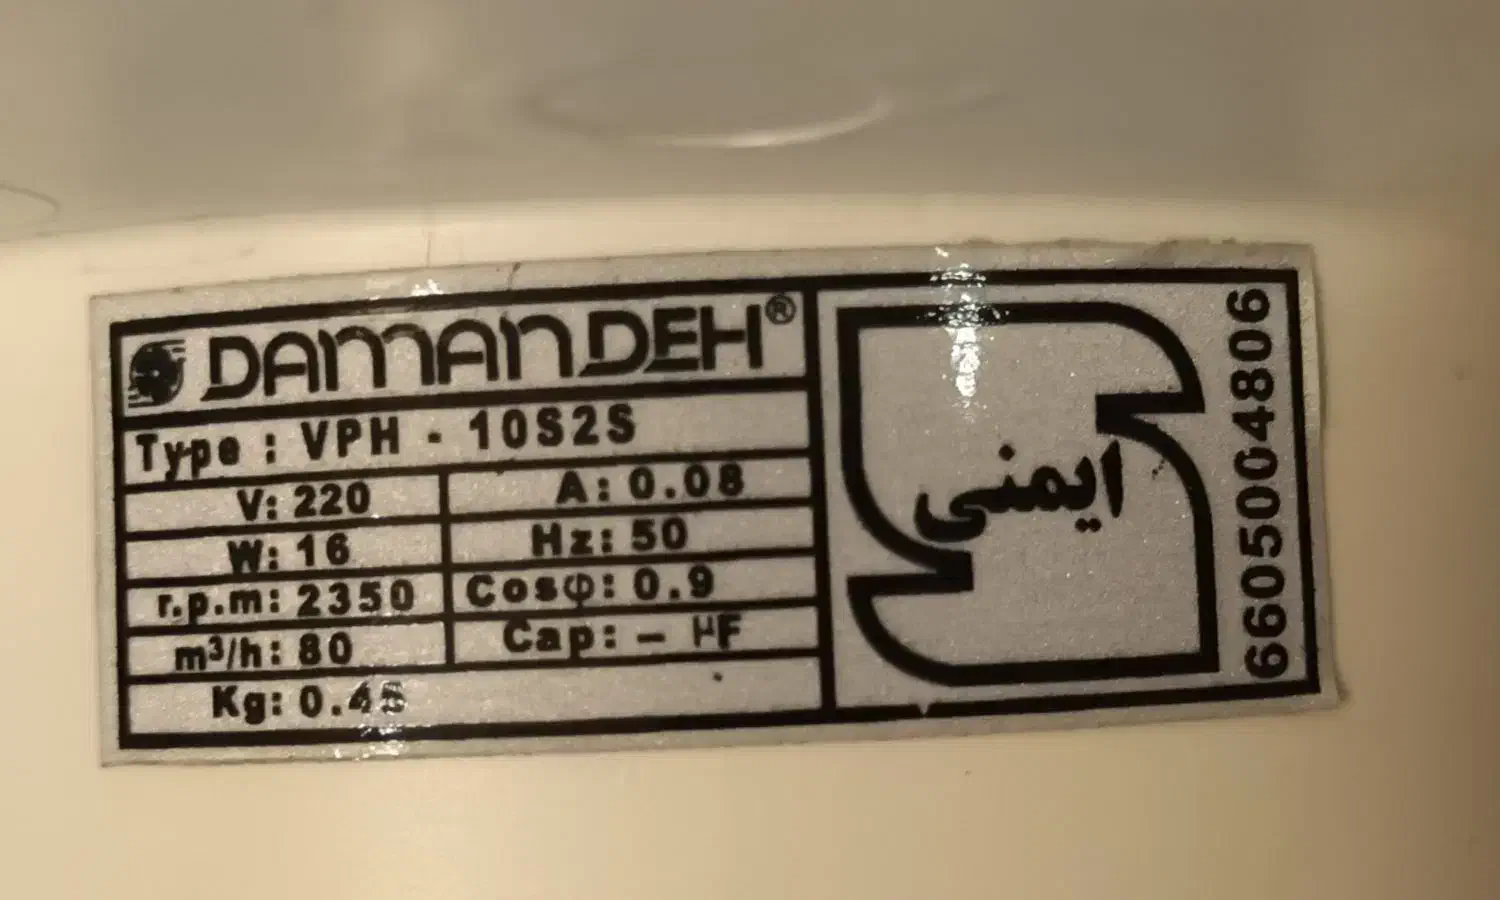 DAMANDEH®
Type : VPH - 10S2S
V: 220 A: 0.08
W: 16 Hz: 50
r.p.m: 2350 Cosφ: 0.9
m³/h: 80 Cap: – µF
Kg: 0.45
ایمنی
6605004806